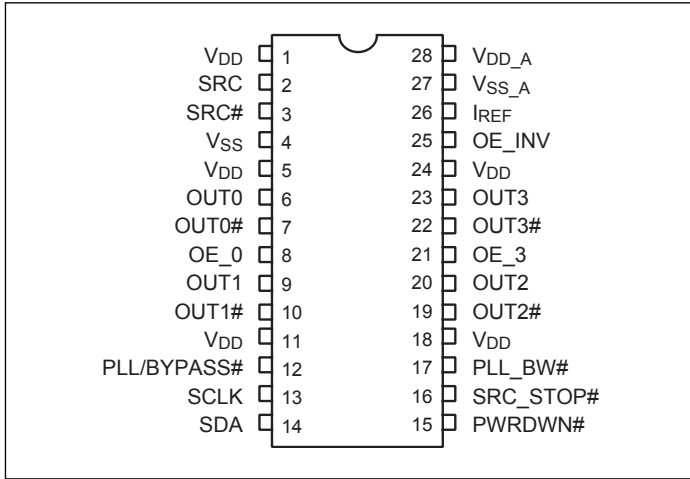 VDD 1 28 VDD_A
SRC 2 27 VSS_A
SRC# 3 26 IREF
VSS 4 25 OE_INV
VDD 5 24 VDD
OUT0 6 23 OUT3
OUT0# 7 22 OUT3#
OE_0 8 21 OE_3
OUT1 9 20 OUT2
OUT1# 10 19 OUT2#
VDD 11 18 VDD
PLL/BYPASS# 12 17 PLL_BW#
SCLK 13 16 SRC_STOP#
SDA 14 15 PWRDWN#